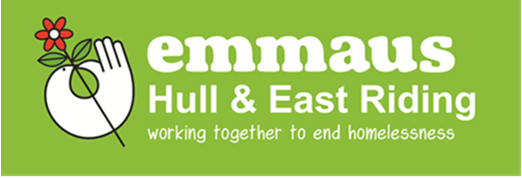 emmaus
Hull & East Riding
working together to end homelessness